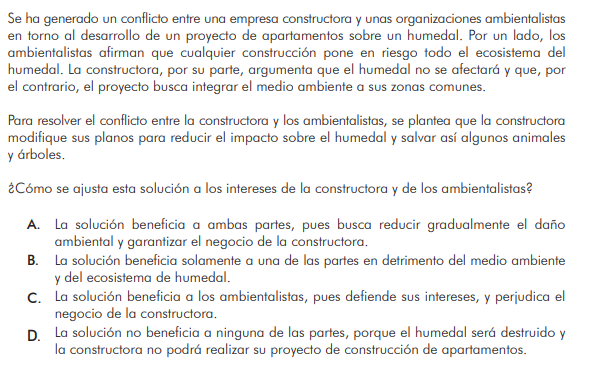 Se ha generado un conflicto entre una empresa constructora y unas organizaciones ambientalistas
en torno al desarrollo de un proyecto de apartamentos sobre un humedal. Por un lado, los
ambientalistas afirman que cualquier construcción pone en riesgo todo el ecosistema del
humedal. La constructora, por su parte, argumenta que el humedal no se afectará y que, por
el contrario, el proyecto busca integrar el medio ambiente a sus zonas comunes.
Para resolver el conflicto entre la constructora y los ambientalistas, se plantea que la constructora
modifique sus planos para reducir el impacto sobre el humedal y salvar así algunos animales
y árboles.
¿Cómo se ajusta esta solución a los intereses de la constructora y de los ambientalistas?
A. La solución beneficia a ambas partes, pues busca reducir gradualmente el daño
ambiental y garantizar el negocio de la constructora.
B. La solución beneficia solamente a una de las partes en detrimento del medio ambiente
y del ecosistema de humedal.
C. La solución beneficia a los ambientalistas, pues defiende sus intereses, y perjudica el
negocio de la constructora.
D. La solución no beneficia a ninguna de las partes, porque el humedal será destruido y
la constructora no podrá realizar su proyecto de construcción de apartamentos.